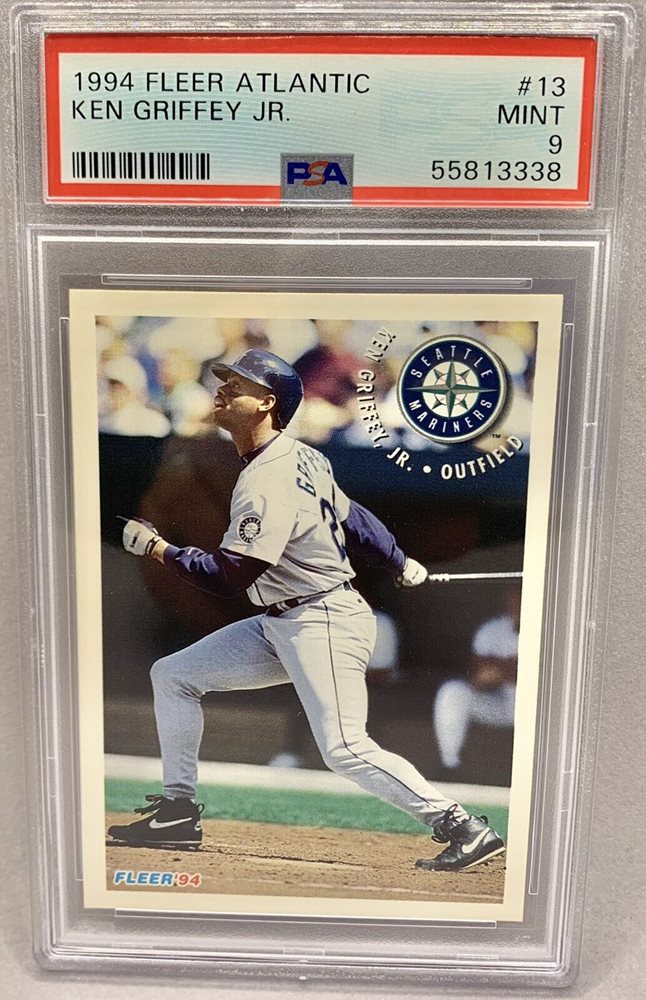 1994 FLEER ATLANTIC #13
KEN GRIFFEY JR. MINT
9
PSA 55813338
KEN GRIFFEY, JR. • OUTFIELD
SEATTLE
MARINERS
TM
FLEER '94